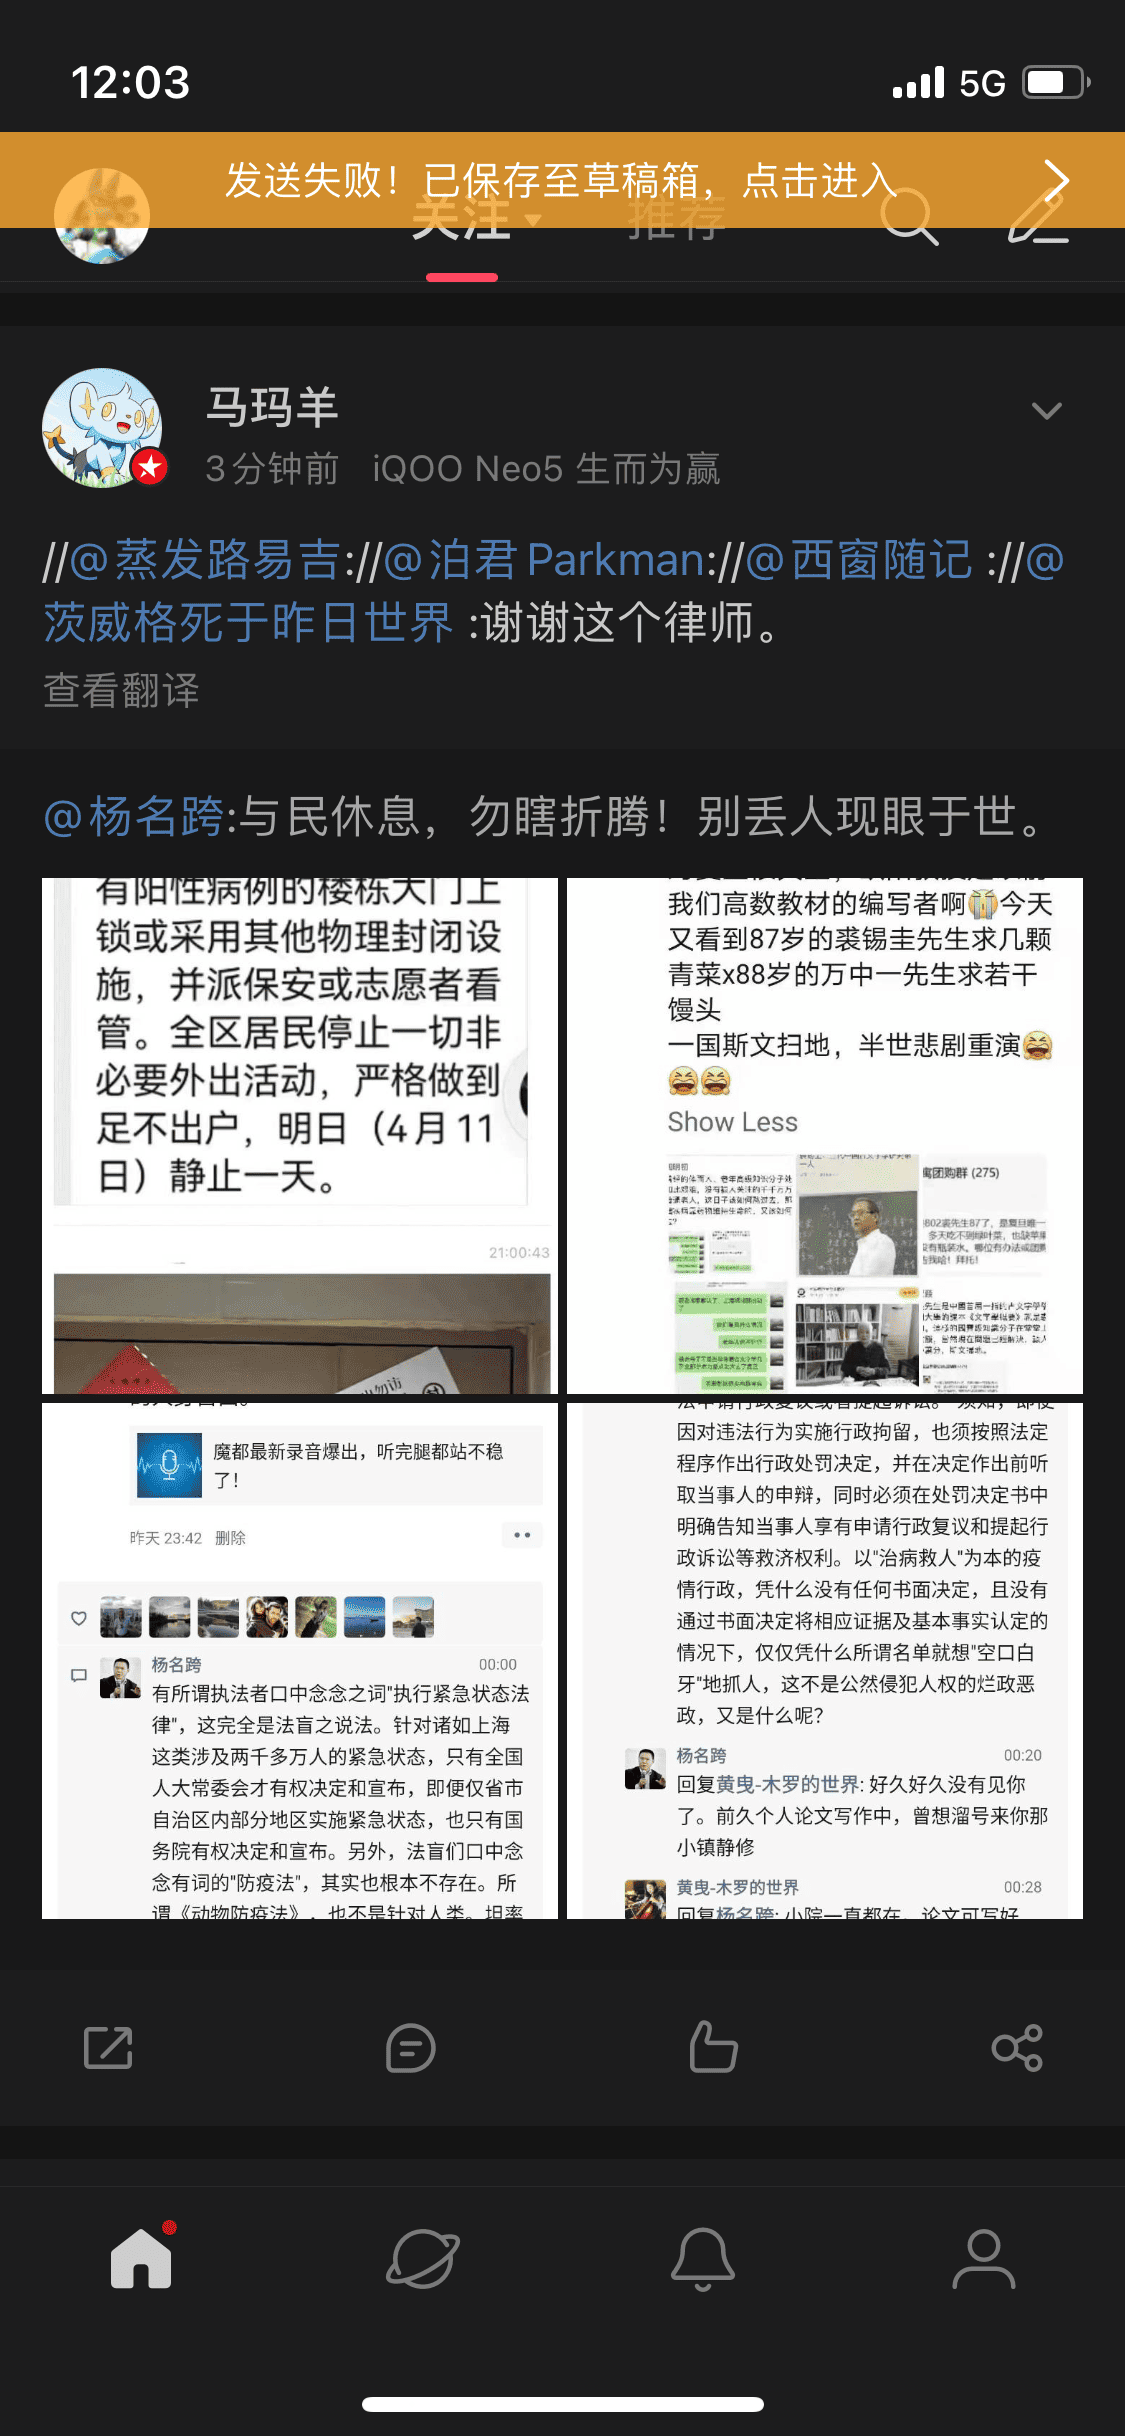 12:03
5G
发送失败！已保存至草稿箱，点击进入
关注
推荐
马玛羊
3分钟前 iQOO Neo5 生而为赢
//@蒸发路易吉://@泊君Parkman://@西窗随记 ://@
茨威格死于昨日世界 :谢谢这个律师。
查看翻译
@杨名跨:与民休息，勿瞎折腾！别丢人现眼于世。
有阳性病例的楼栋大门上
锁或采用其他物理封闭设
施，并派保安或志愿者看
管。全区居民停止一切非
必要外出活动，严格做到
足不出户，明日（4月11
日）静止一天。
21:00:43
我们高数教材的编写者啊😭今天
又看到87岁的裘锡圭先生求几颗
青菜x88岁的万中一先生求若干
馒头
一国斯文扫地，半世悲剧重演😝
😝😝
Show Less
寓团购群 (275)
魔都最新录音爆出，听完腿都站不稳
了！
昨天 23:42 删除
杨名跨
00:00
有所谓执法者口中念念之词"执行紧急状态法
律"，这完全是法盲之说法。针对诸如上海
这类涉及两千多万人的紧急状态，只有全国
人大常委会才有权决定和宣布，即便仅省市
自治区内部分地区实施紧急状态，也只有国
务院有权决定和宣布。另外，法盲们口中念
念有词的"防疫法"，其实也根本不存在。所
谓《动物防疫法》，也不是针对人类。坦率
法申请行政复议或者提起诉讼。 须知，即使
因对违法行为实施行政拘留，也须按照法定
程序作出行政处罚决定，并在决定作出前听
取当事人的申辩，同时必须在处罚决定书中
明确告知当事人享有申请行政复议和提起行
政诉讼等救济权利。以"治病救人"为本的疫
情行政，凭什么没有任何书面决定，且没有
通过书面决定将相应证据及基本事实认定的
情况下，仅仅凭什么所谓名单就想"空口白
牙"地抓人，这不是公然侵犯人权的烂政恶
政，又是什么呢？
杨名跨
00:20
回复黄曳-木罗的世界: 好久好久没有见你
了。前久个人论文写作中，曾想溜号来你那
小镇静修
黄曳-木罗的世界
00:28
回复杨名跨: 小院一直都在。论文可写好